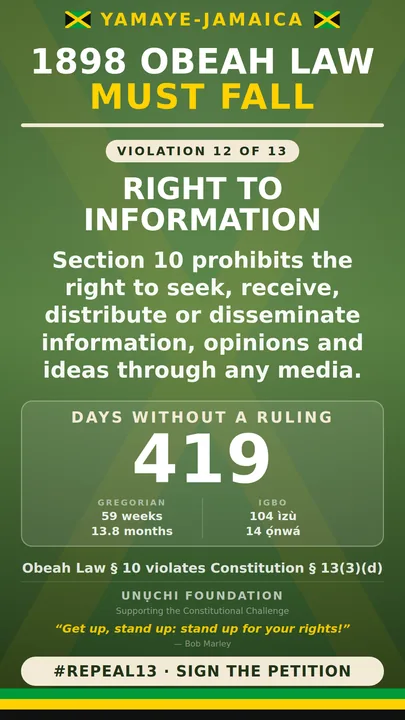 YAMAYE-JAMAICA
1898 OBEAH LAW
MUST FALL
VIOLATION 12 OF 13
RIGHT TO
INFORMATION
Section 10 prohibits the
right to seek, receive,
distribute or disseminate
information, opinions and
ideas through any media.
DAYS WITHOUT A RULING
419
GREGORIAN
59 weeks
13.8 months
IGBO
104 ìzù
14 ọ́nwá
Obeah Law § 10 violates Constitution § 13(3)(d)
UNỤCHI FOUNDATION
Supporting the Constitutional Challenge
“Get up, stand up: stand up for your rights!”
— Bob Marley
#REPEAL13 · SIGN THE PETITION